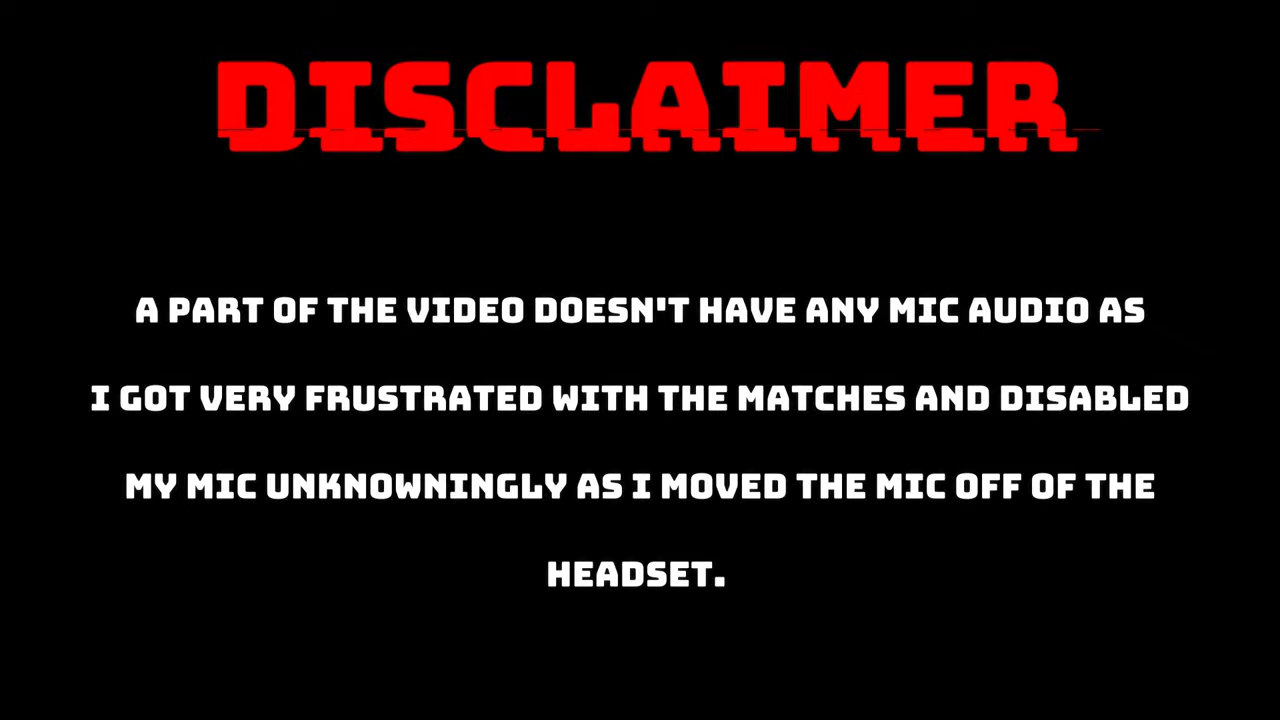 DISCLAIMER
A PART OF THE VIDEO DOESN'T HAVE ANY MIC AUDIO AS
I GOT VERY FRUSTRATED WITH THE MATCHES AND DISABLED
MY MIC UNKNOWNINGLY AS I MOVED THE MIC OFF OF THE
HEADSET.